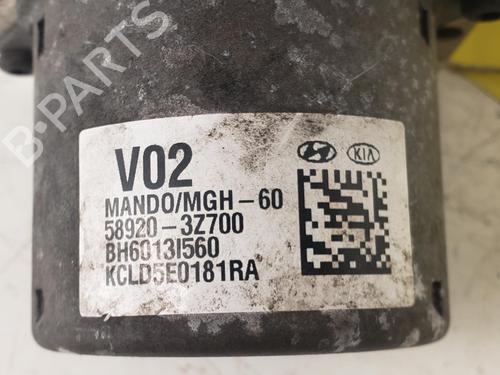 V02
KIA
MANDO/MGH-60
58920-3Z700
BH6013I560
KCLD5E0181RA
B-PARTS